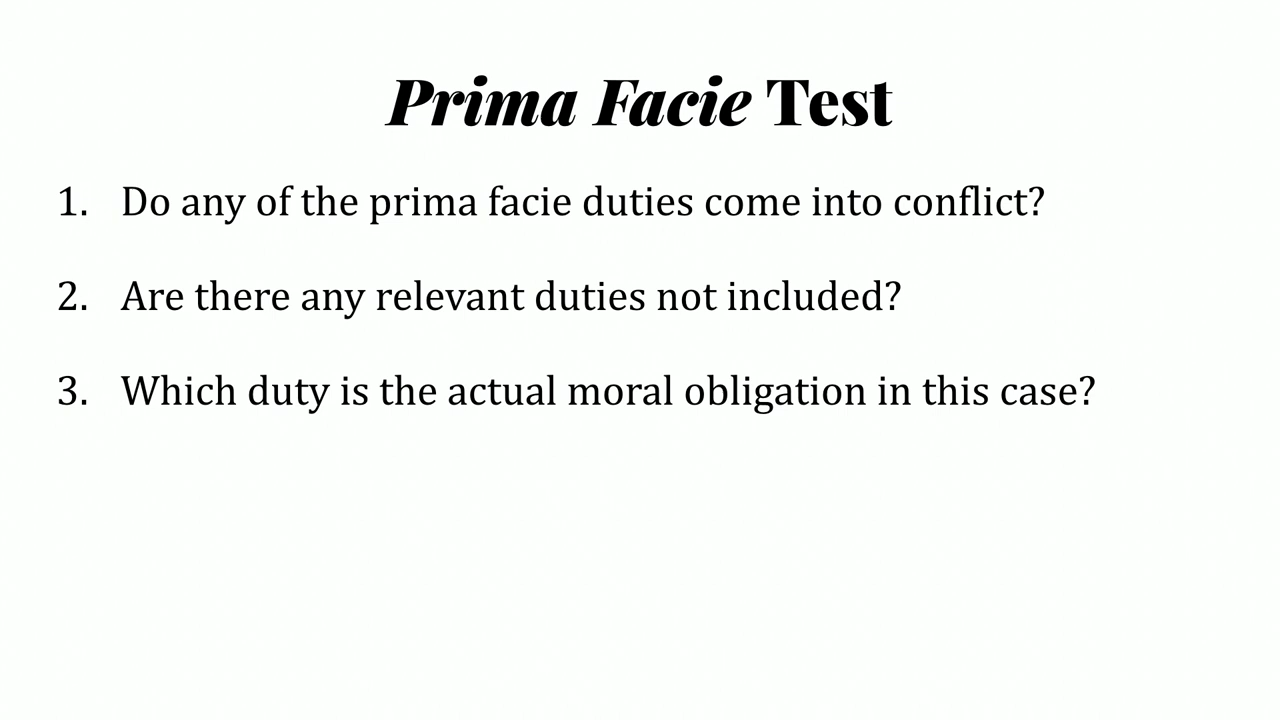 Prima Facie Test
1. Do any of the prima facie duties come into conflict?
2. Are there any relevant duties not included?
3. Which duty is the actual moral obligation in this case?